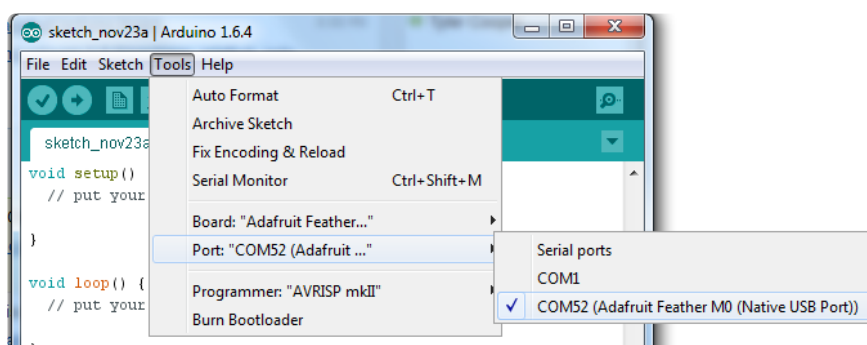 sketch_nov23a | Arduino 1.6.4
File Edit Sketch Tools Help
sketch_nov23a
Auto Format Ctrl+T
Archive Sketch
Fix Encoding & Reload
Serial Monitor Ctrl+Shift+M
Board: "Adafruit Feather..."
Port: "COM52 (Adafruit ..."
Programmer: "AVRISP mkII"
Burn Bootloader
Serial ports
COM1
COM52 (Adafruit Feather M0 (Native USB Port))
void setup()
// put your
}
void loop() {
// put your